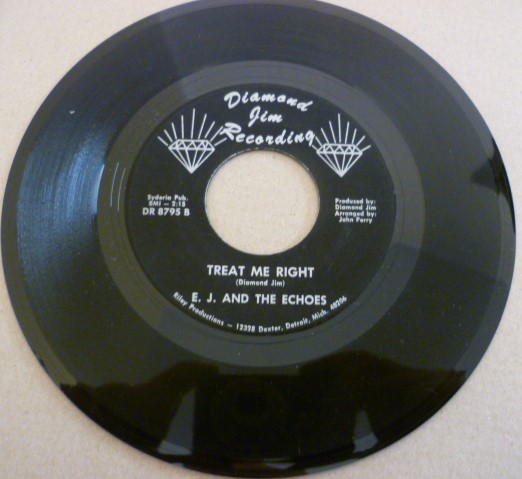 Diamond
Jim
Recording
Syderia Pub.
BMI - 2:15
DR 8795 B
Produced by:
Diamond Jim
Arranged by:
John Perry
TREAT ME RIGHT
(Diamond Jim)
E. J. AND THE ECHOES
Riley Productions - 12328 Dexter, Detroit, Mich. 48206